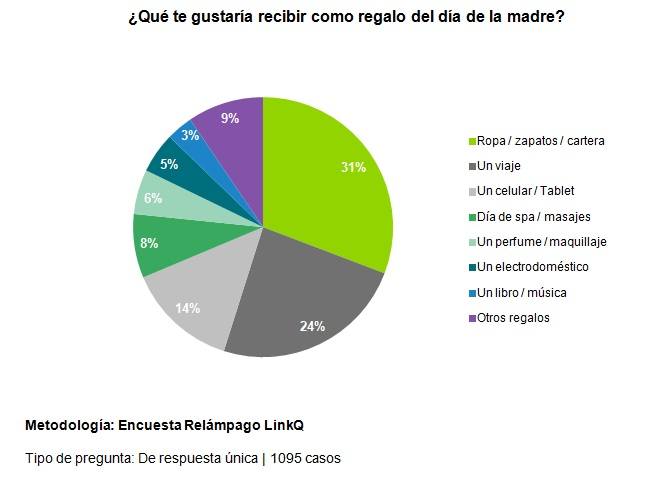 ¿Qué te gustaría recibir como regalo del día de la madre?
31%
24%
14%
8%
6%
5%
3%
9%
Ropa / zapatos / cartera
Un viaje
Un celular / Tablet
Día de spa / masajes
Un perfume / maquillaje
Un electrodoméstico
Un libro / música
Otros regalos
Metodología: Encuesta Relámpago LinkQ
Tipo de pregunta: De respuesta única | 1095 casos